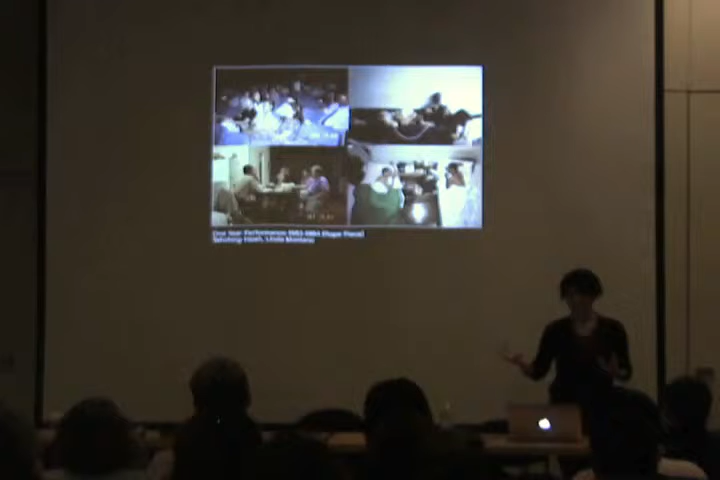 One Year Performance 1983-1984 (Rope Piece)
Tehching Hsieh, Linda Montano